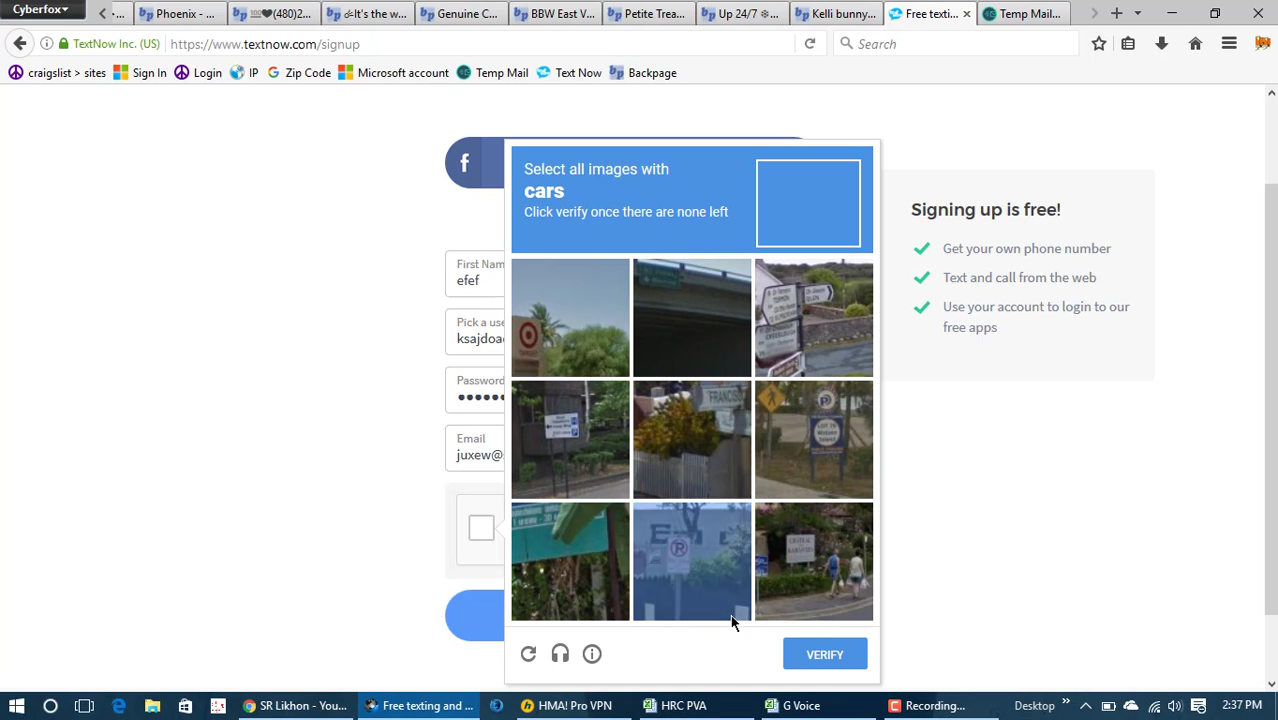 Cyberfox
Phoenix - ...
100❤(480)2...
It's the w...
Genuine C...
BBW East V...
Petite Trea...
Up 24/7 ❄...
Kelli bunny...
Free texti...
Temp Mail...
TextNow Inc. (US)
https://www.textnow.com/signup
Search
craigslist > sites
Sign In
Login
IP
Zip Code
Microsoft account
Temp Mail
Text Now
Backpage
f
Select all images with
cars
Click verify once there are none left
Signing up is free!
Get your own phone number
Text and call from the web
Use your account to login to our
free apps
First Nam
efef
Pick a use
ksajdoa
Password
Email
juxew@
FRANCISC
VERIFY
SR Likhon - You...
Free texting and ...
HMA! Pro VPN
HRC PVA
G Voice
Recording...
Desktop
2:37 PM